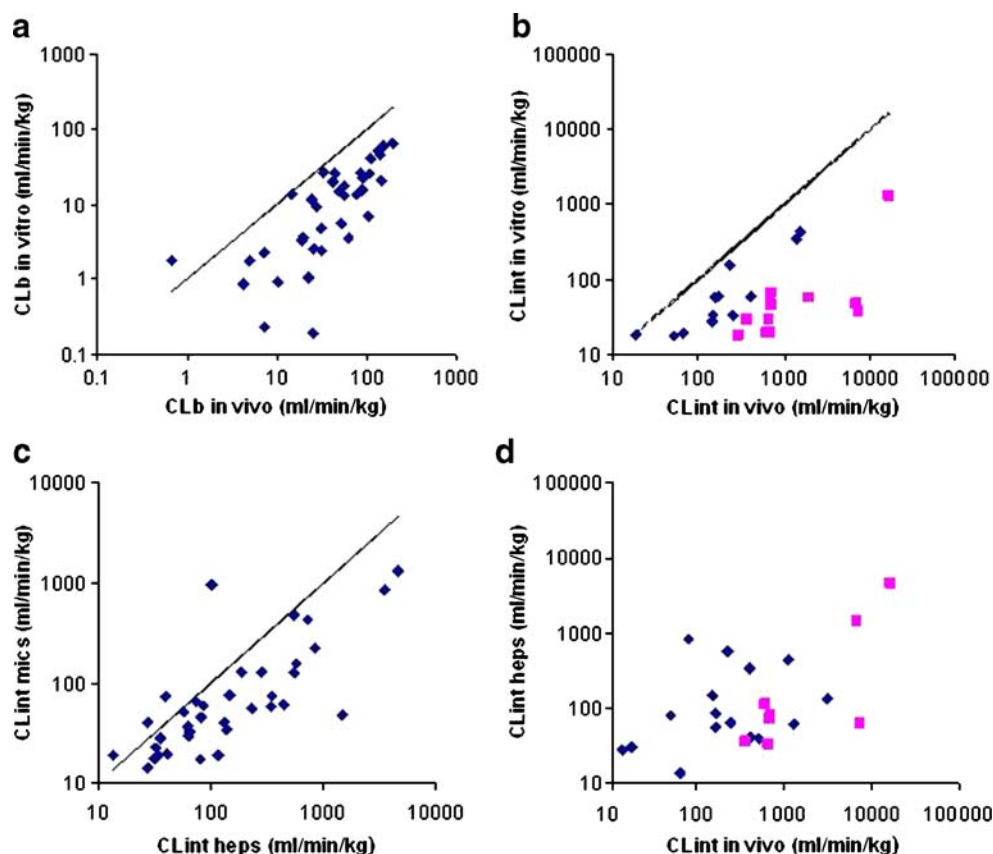 a
1000
100
10
1
0.1
CLb in vitro (ml/min/kg)
0.1 1 10 100 1000
CLb in vivo (ml/min/kg)
b
100000
10000
1000
100
10
CLint in vitro (ml/min/kg)
10 100 1000 10000 100000
CLint in vivo (ml/min/kg)
c
10000
1000
100
10
CLint mics (ml/min/kg)
10 100 1000 10000
CLint heps (ml/min/kg)
d
100000
10000
1000
100
10
CLint heps (ml/min/kg)
10 100 1000 10000 100000
CLint in vivo (ml/min/kg)